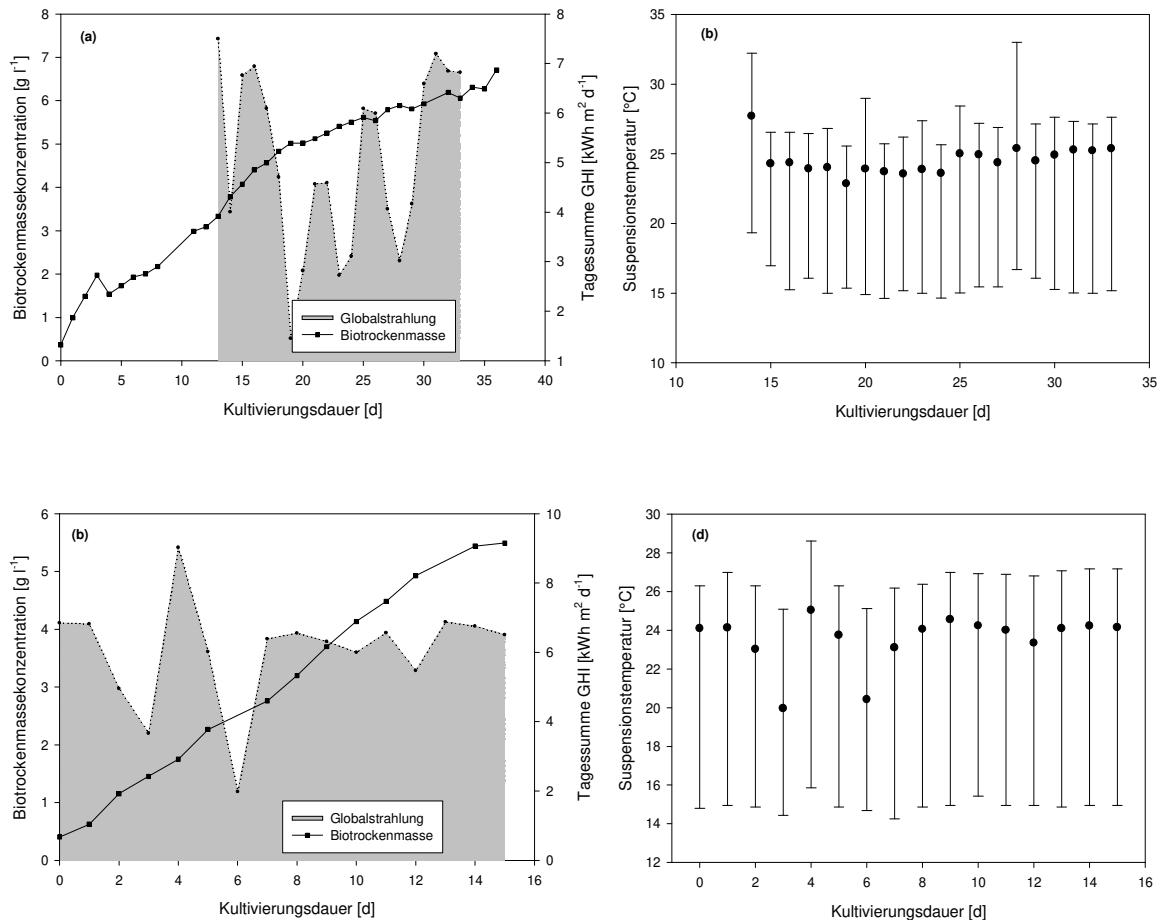 (a)
Biotrockenmassekonzentration [g l⁻¹]
8
7
6
5
4
3
2
1
0
8
7
6
5
4
3
2
1
Tagessumme GHI [kWh m² d⁻¹]
Globalstrahlung
Biotrockenmasse
0 5 10 15 20 25 30 35 40
Kultivierungsdauer [d]
(b)
Suspensionstemperatur [°C]
35
30
25
20
15
10
10 15 20 25 30 35
Kultivierungsdauer [d]
(b)
Biotrockenmassekonzentration [g l⁻¹]
6
5
4
3
2
1
0
10
8
6
4
2
0
Tagessumme GHI [kWh m² d⁻¹]
Globalstrahlung
Biotrockenmasse
0 2 4 6 8 10 12 14 16
Kultivierungsdauer [d]
(d)
Suspensionstemperatur [°C]
30
28
26
24
22
20
18
16
14
12
0 2 4 6 8 10 12 14 16
Kultivierungsdauer [d]